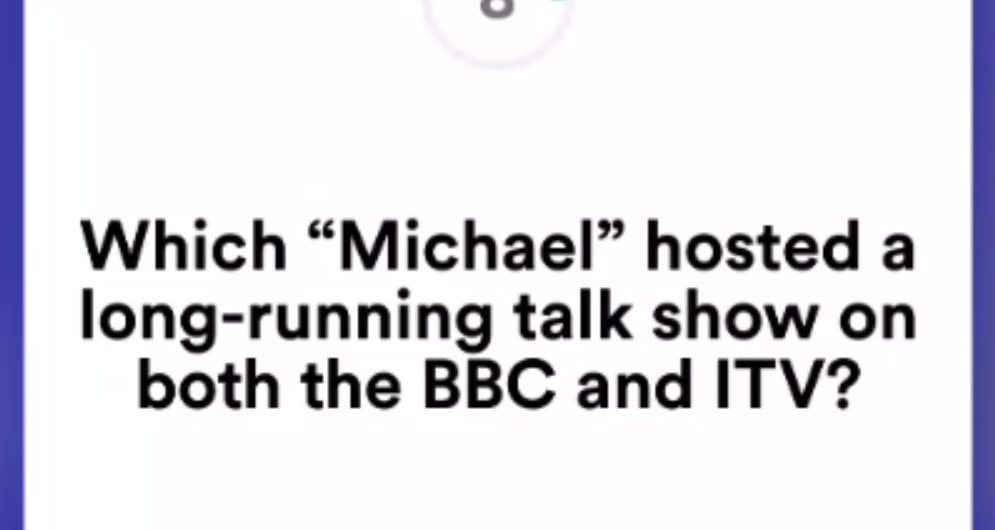 Which “Michael” hosted a
long-running talk show on
both the BBC and ITV?